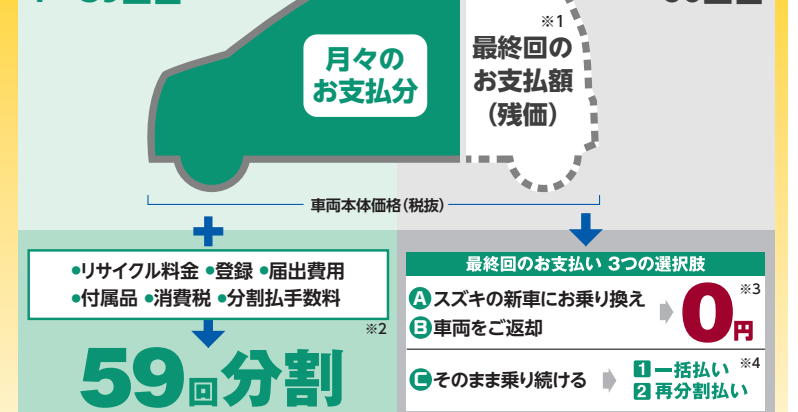 ※1
月々の
お支払分
最終回の
お支払額
（残価）
車両本体価格（税抜）
＋
●リサイクル料金 ●登録 ●届出費用
●付属品 ●消費税 ●分割払手数料
※2
59回分割
最終回のお支払い 3つの選択肢
Aスズキの新車にお乗り換え
B車両をご返却
0円
※3
Cそのまま乗り続ける
1一括払い
※4
2再分割払い